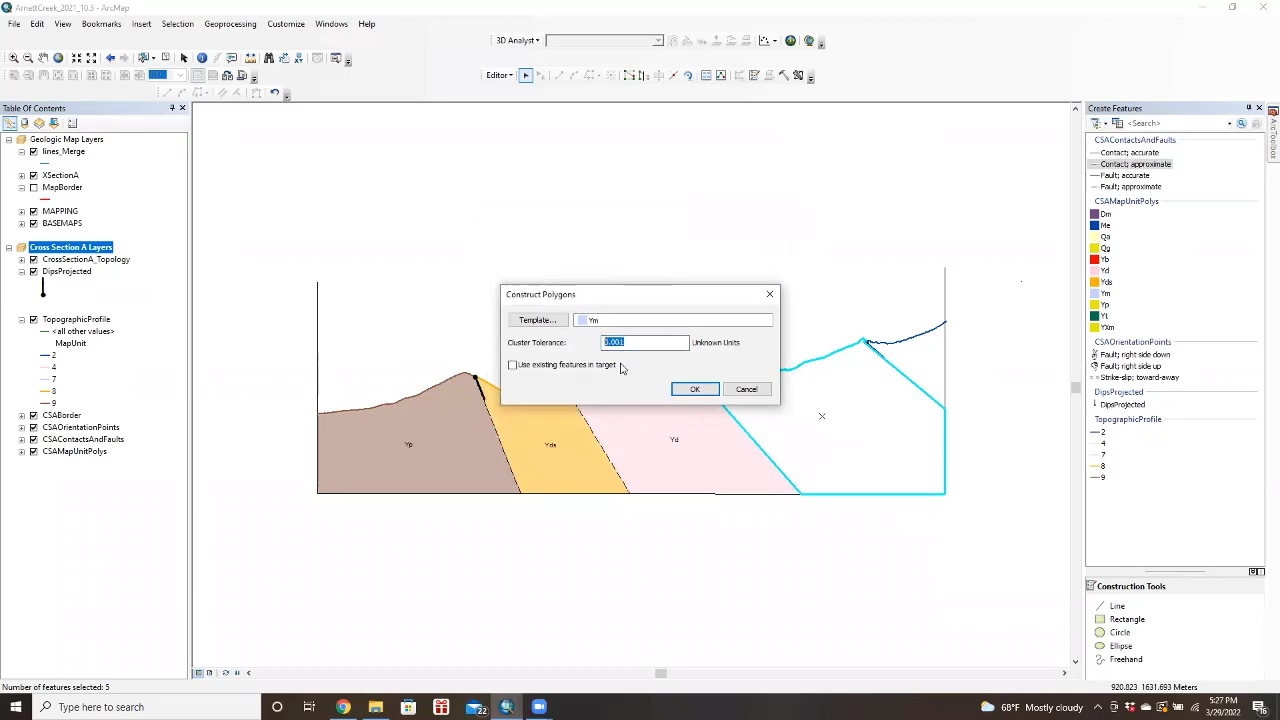 ArnettCreek_2021_10.3 - ArcMap
File Edit View Bookmarks Insert Selection Geoprocessing Customize Windows Help
3D Analyst
Editor
Table Of Contents
Geologic Map Layers
lines_Merge
XSectionA
MapBorder
MAPPING
BASEMAPS
Cross Section A Layers
CrossSectionA_Topology
DipsProjected
TopographicProfile
<all other values>
MapUnit
2
4
7
8
9
CSABorder
CSAOrientationPoints
CSAContactsAndFaults
CSAMapUnitPolys
Yp
Yds
Yd
Construct Polygons
Template...
Ym
Cluster Tolerance:
0.001
Unknown Units
Use existing features in target
OK
Cancel
Create Features
<Search>
CSAContactsAndFaults
Contact; accurate
Contact; approximate
Fault; accurate
Fault; approximate
CSAMapUnitPolys
Dm
Me
Qa
Qg
Yb
Yd
Yds
Ym
Yp
Yt
YXm
CSAOrientationPoints
Fault; right side down
Fault; right side up
Strike-slip; toward-away
DipsProjected
DipsProjected
TopographicProfile
2
4
7
8
9
Construction Tools
Line
Rectangle
Circle
Ellipse
Freehand
ArcToolbox
Number of features selected: 5
920.823 1631.693 Meters
Type here to search
22
68°F Mostly cloudy
5:27 PM
3/29/2022